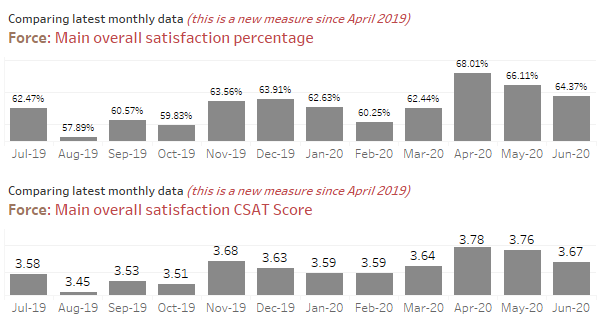 Comparing latest monthly data (this is a new measure since April 2019)
Force: Main overall satisfaction percentage
62.47% 57.89% 60.57% 59.83% 63.56% 63.91% 62.63% 60.25% 62.44% 68.01% 66.11% 64.37%
Jul-19 Aug-19 Sep-19 Oct-19 Nov-19 Dec-19 Jan-20 Feb-20 Mar-20 Apr-20 May-20 Jun-20
Comparing latest monthly data (this is a new measure since April 2019)
Force: Main overall satisfaction CSAT Score
3.58 3.45 3.53 3.51 3.68 3.63 3.59 3.59 3.64 3.78 3.76 3.67
Jul-19 Aug-19 Sep-19 Oct-19 Nov-19 Dec-19 Jan-20 Feb-20 Mar-20 Apr-20 May-20 Jun-20